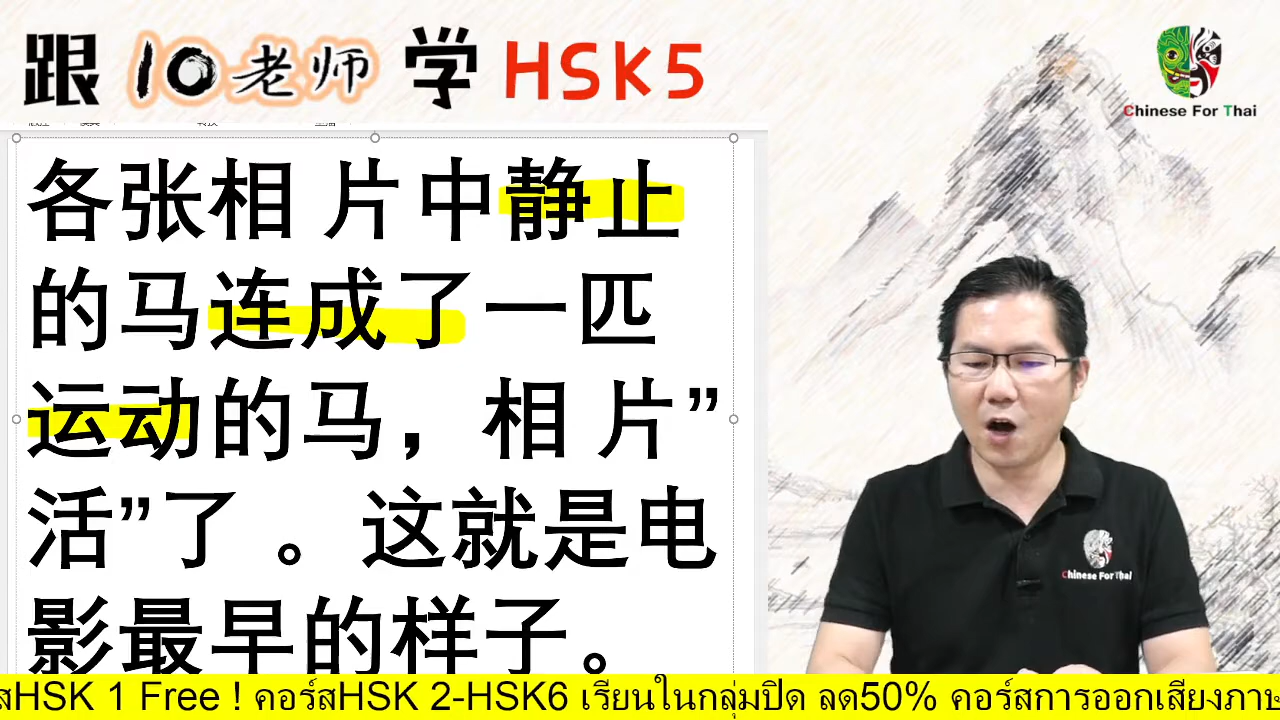 跟10老师学HSK5
Chinese For Thai
各张相 片中静止
的马连成了一匹
运动的马，相 片”
活”了 。这就是电
影最早的样子。
Chinese For Thai
สHSK 1 Free ! คอร์สHSK 2-HSK6 เรียนในกลุ่มปิด ลด50% คอร์สการออกเสียงภาษ